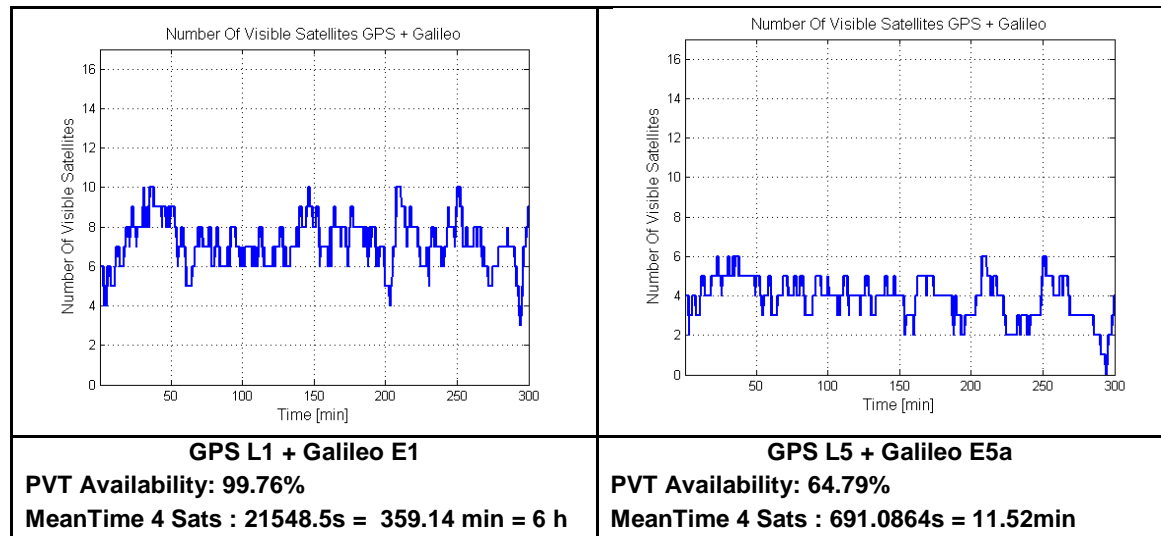 Number Of Visible Satellites GPS + Galileo
Number Of Visible Satellites
16
14
12
10
8
6
4
2
0
50
100
150
200
250
300
Time [min]
Number Of Visible Satellites GPS + Galileo
Number Of Visible Satellites
16
14
12
10
8
6
4
2
0
50
100
150
200
250
300
Time [min]
GPS L1 + Galileo E1
PVT Availability: 99.76%
MeanTime 4 Sats : 21548.5s =  359.14 min = 6 h
GPS L5 + Galileo E5a
PVT Availability: 64.79%
MeanTime 4 Sats : 691.0864s = 11.52min